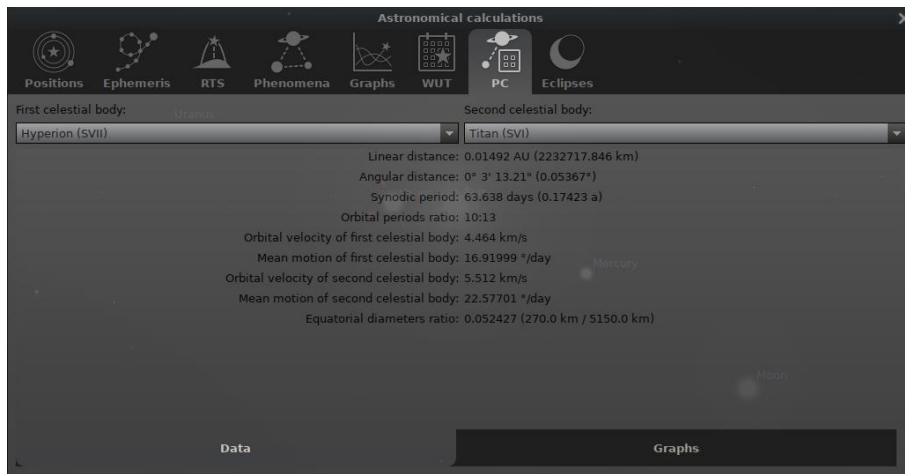 Astronomical calculations
Positions Ephemeris RTS Phenomena Graphs WUT PC Eclipses
First celestial body: Second celestial body:
Uranus
Hyperion (SVII) Titan (SVI)
Linear distance: 0.01492 AU (2232717.846 km)
Angular distance: 0° 3' 13.21" (0.05367°)
Synodic period: 63.638 days (0.17423 a)
Orbital periods ratio: 10:13
Orbital velocity of first celestial body: 4.464 km/s
Mean motion of first celestial body: 16.91999 °/day
Mercury
Orbital velocity of second celestial body: 5.512 km/s
Mean motion of second celestial body: 22.57701 °/day
Equatorial diameters ratio: 0.052427 (270.0 km / 5150.0 km)
Moon
Data Graphs